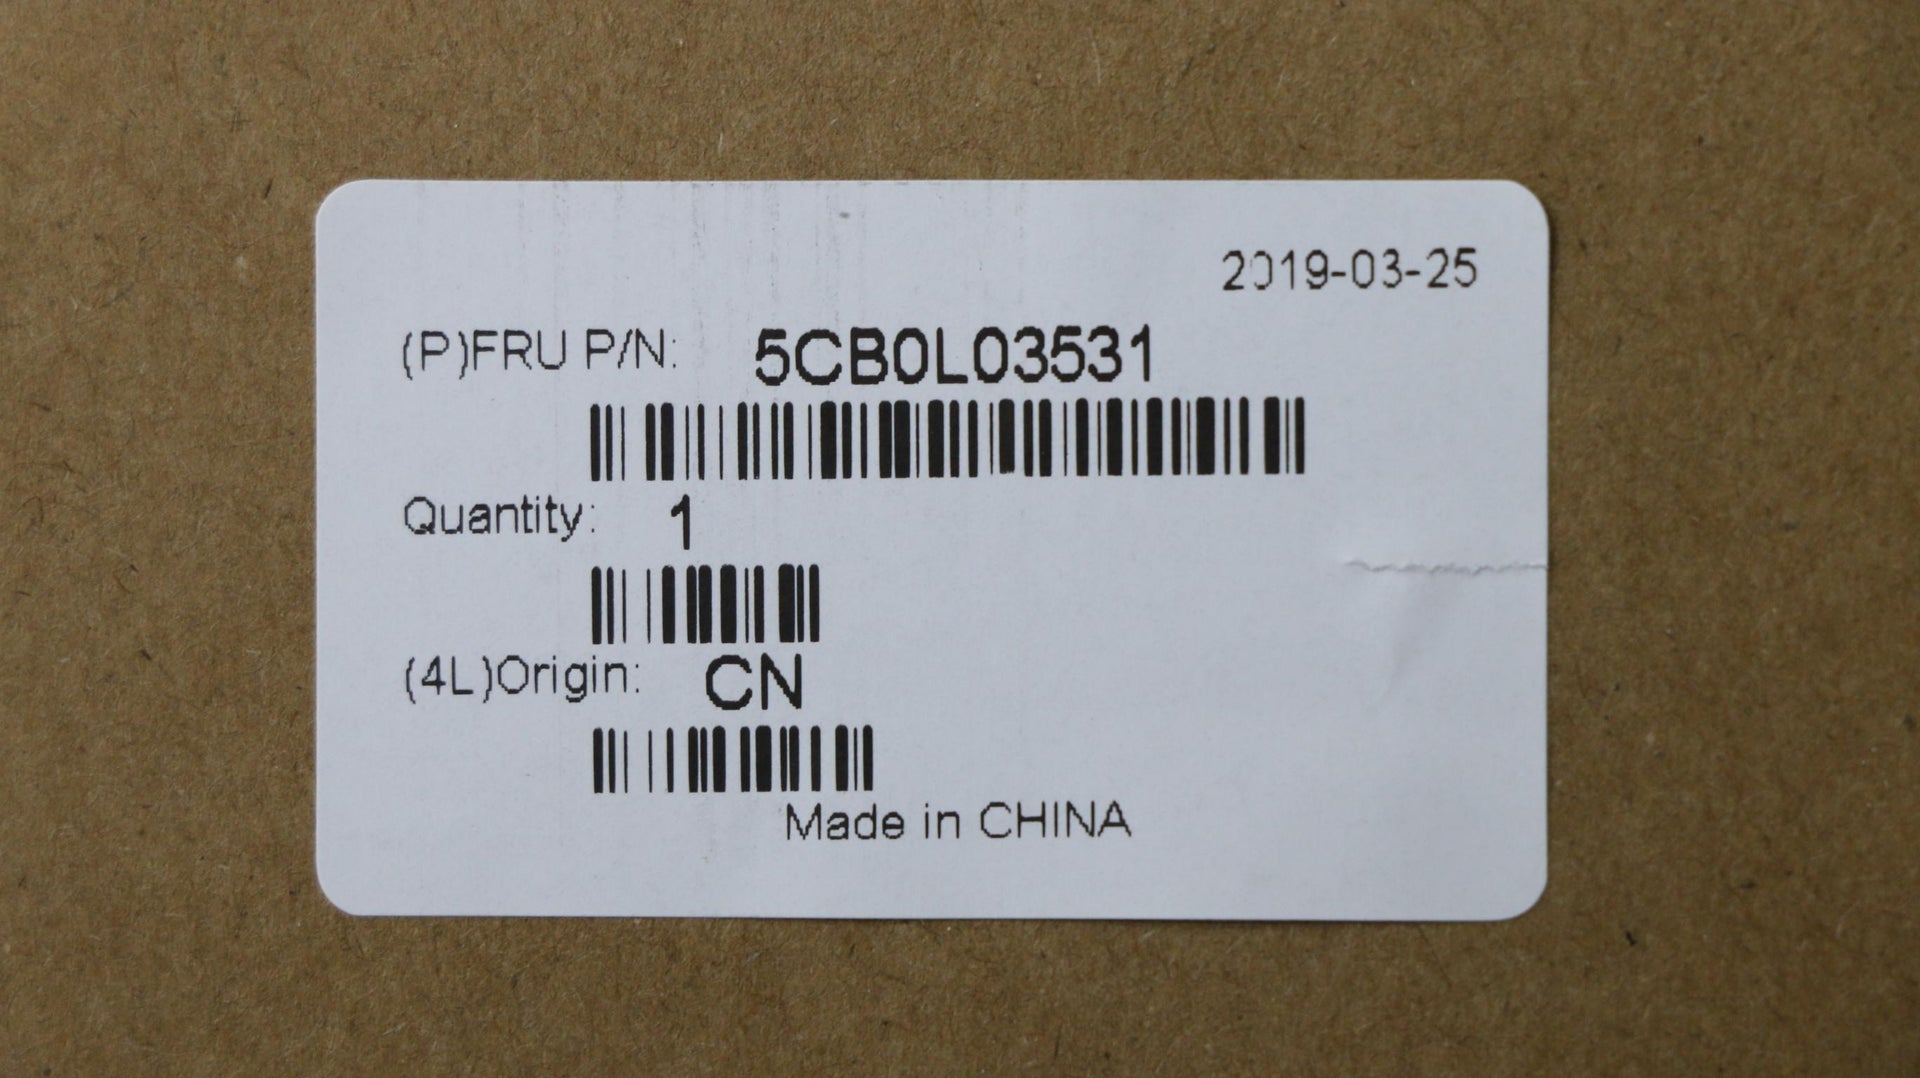 2019-03-25
(P)FRU P/N: 5CB0L03531
Quantity: 1
(4L)Origin: CN
Made in CHINA